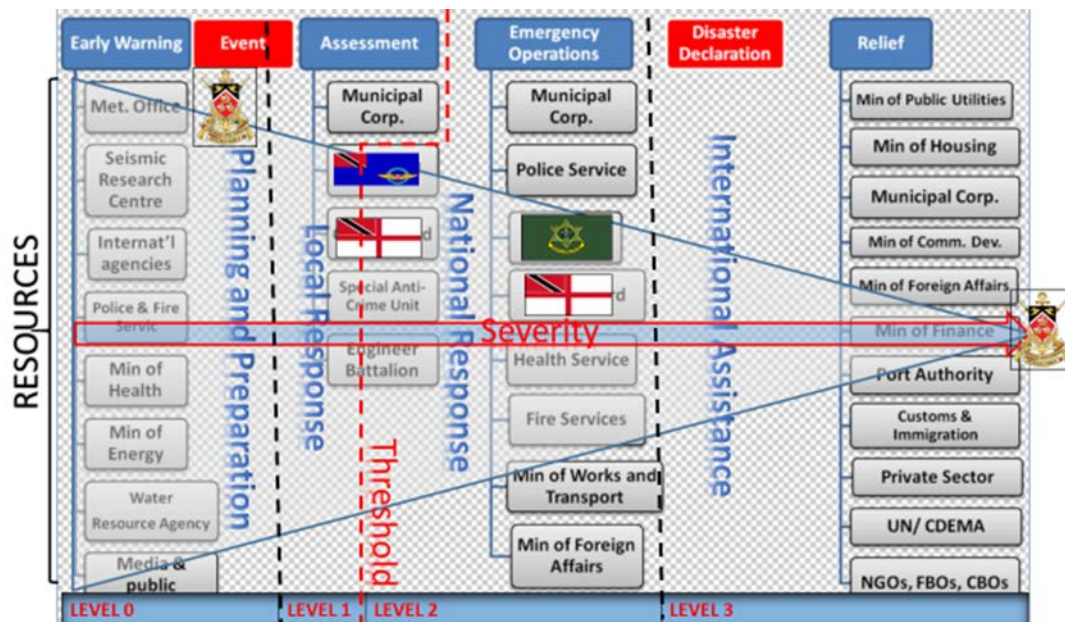 Early Warning
Event
Assessment
Emergency
Operations
Disaster
Declaration
Relief
RESOURCES
Met. Office
Seismic
Research
Centre
Internat'l
agencies
Police & Fire
Servic
Min of
Health
Min of
Energy
Water
Resource Agency
Media &
public
Planning and Preparation
Municipal
Corp.
Special Anti-
Crime Unit
Engineer
Battalion
Local Response
Threshold
National Response
Municipal
Corp.
Police Service
Health Service
Fire Services
Min of Works and
Transport
Min of Foreign
Affairs
International Assistance
Min of Public Utilities
Min of Housing
Municipal Corp.
Min of Comm. Dev.
Min of Foreign Affairs
Min of Finance
Port Authority
Customs &
Immigration
Private Sector
UN/ CDEMA
NGOs, FBOs, CBOs
Severity
LEVEL 0
LEVEL 1
LEVEL 2
LEVEL 3